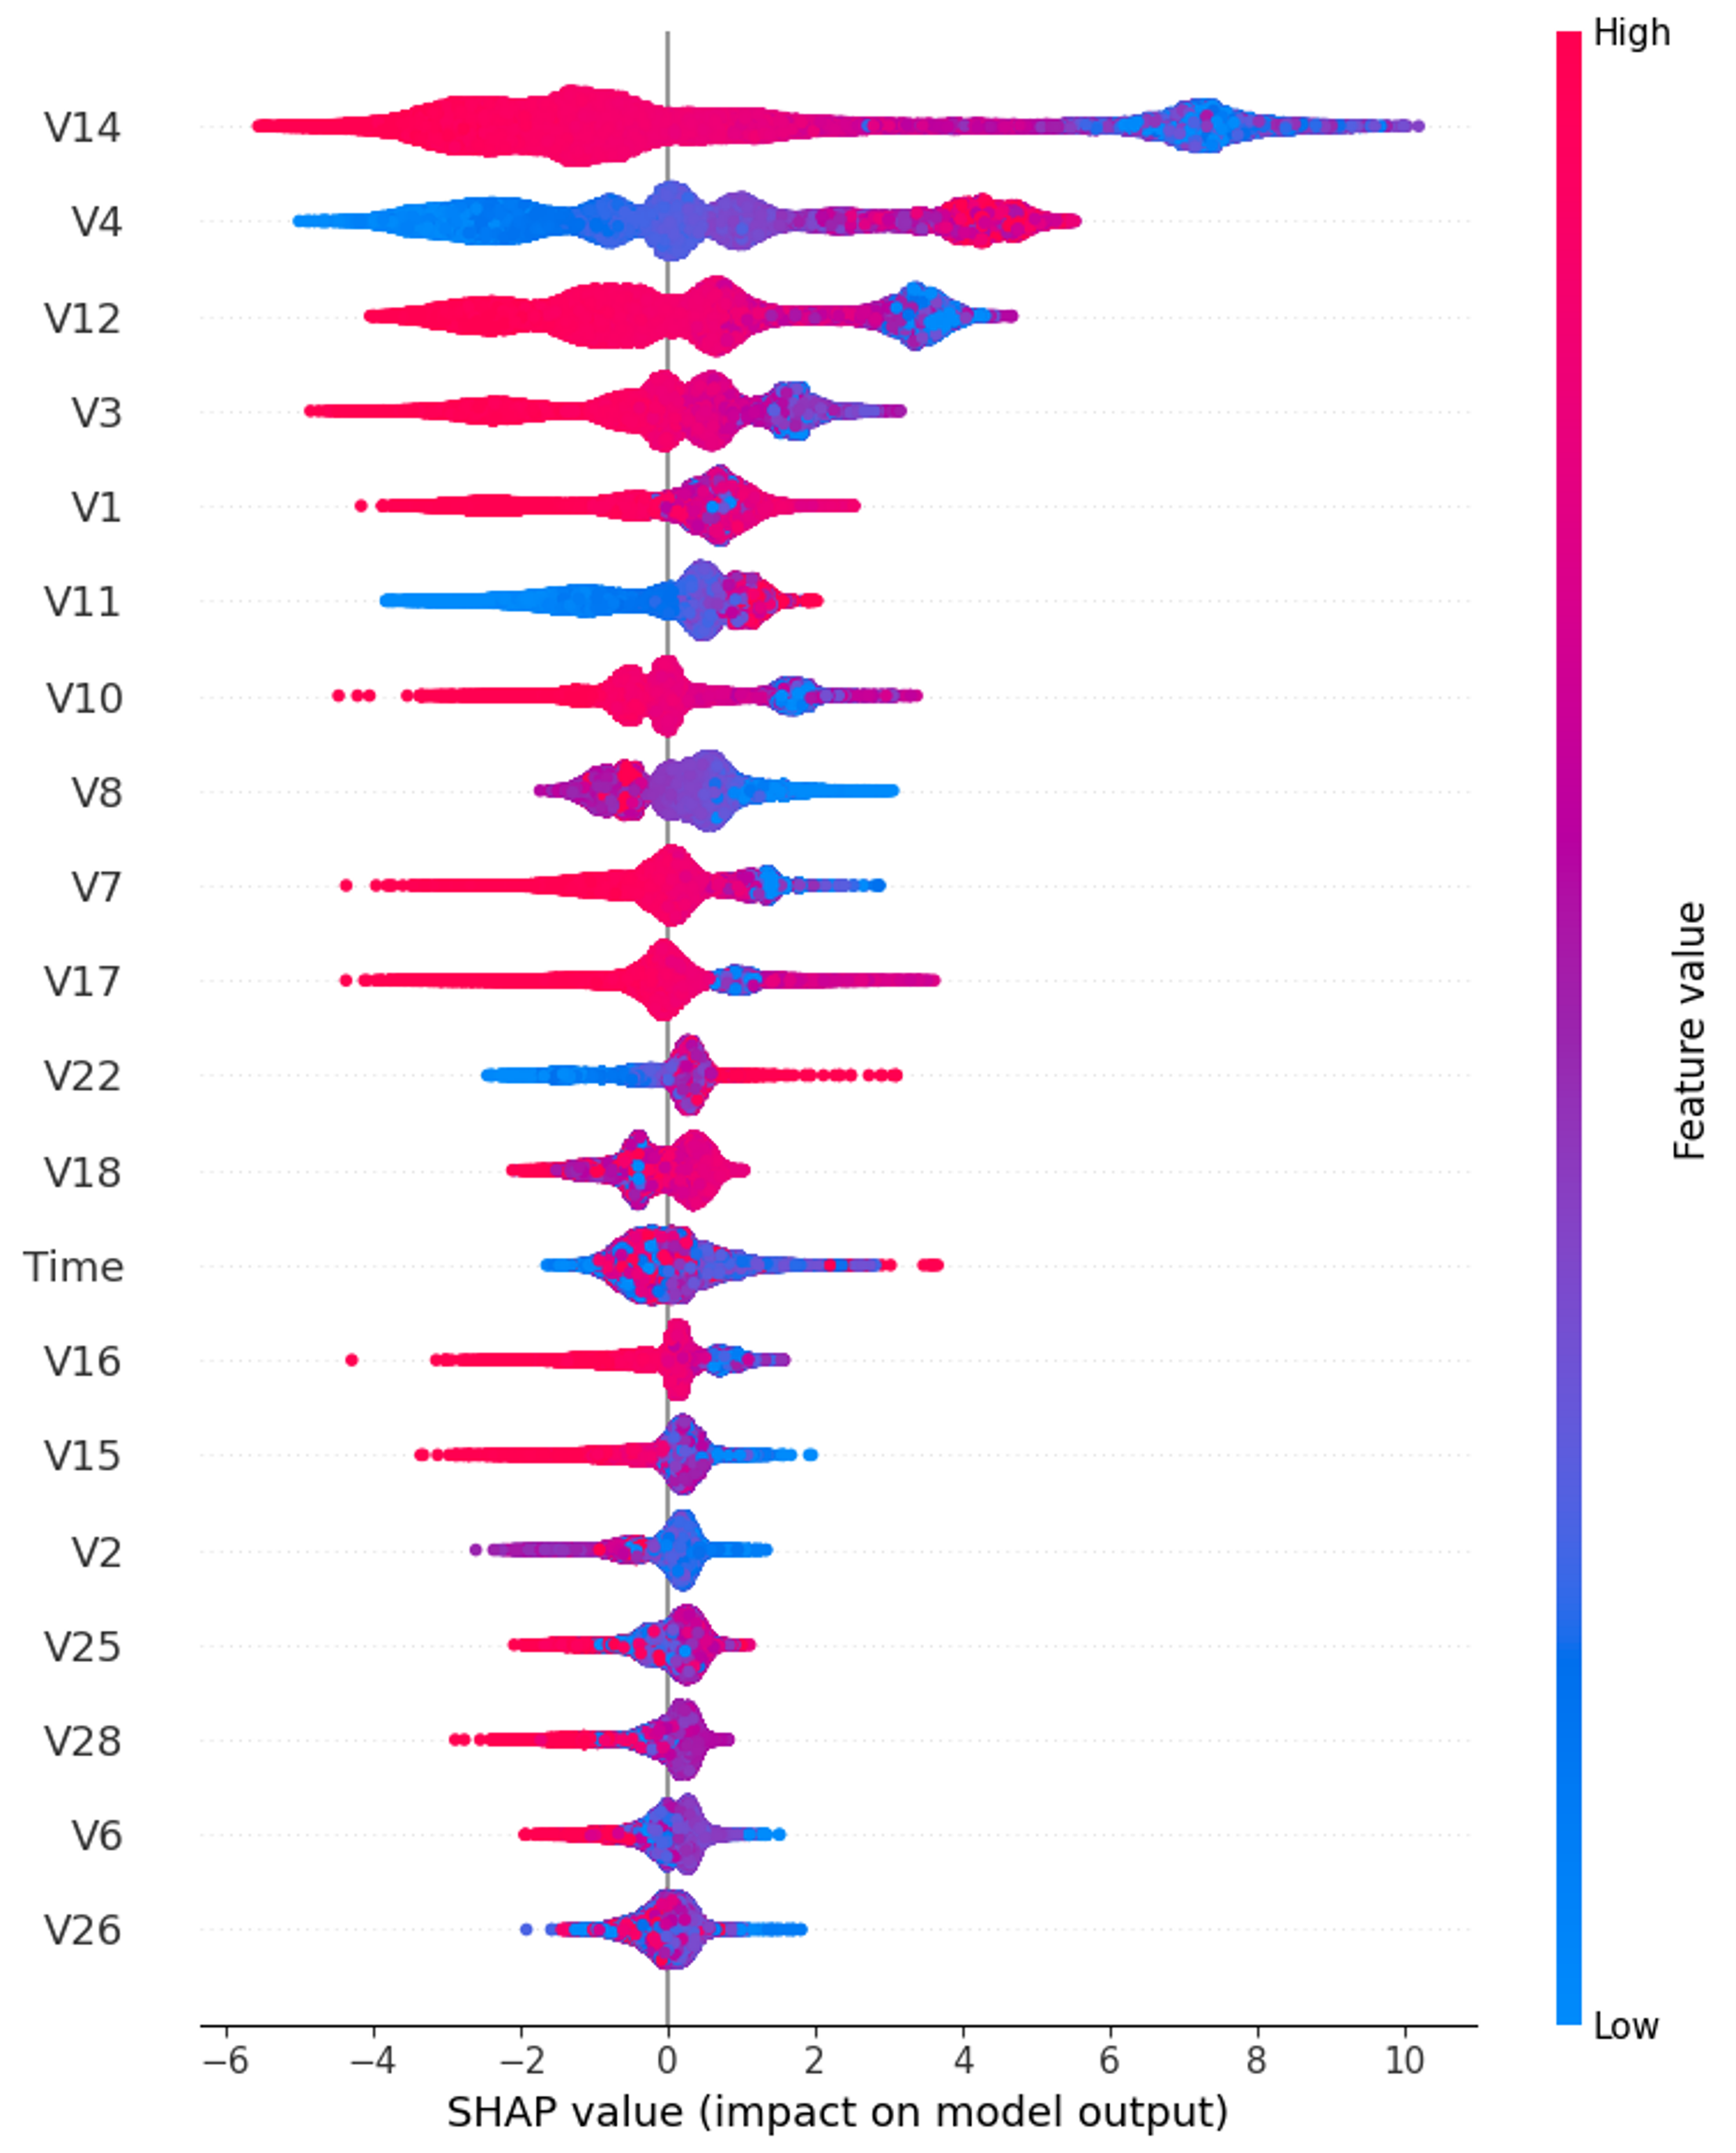 High
V14
V4
V12
V3
V1
V11
V10
V8
V7
V17
V22
V18
Time
V16
V15
V2
V25
V28
V6
V26
Feature value
Low
−6 −4 −2 0 2 4 6 8 10
SHAP value (impact on model output)